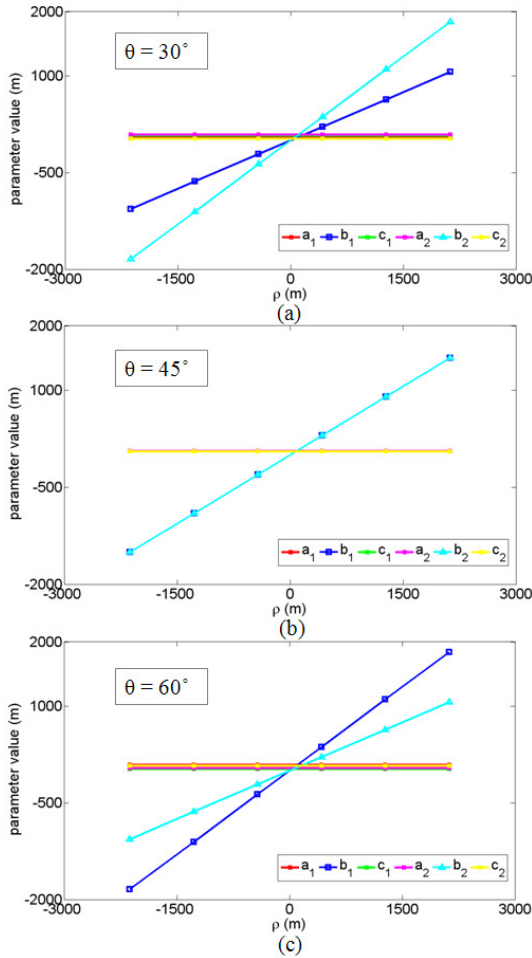 2000
θ = 30˚
1000
parameter value (m)
-500
a1 b1 c1 a2 b2 c2
-2000
-3000 -1500 0 1500 3000
ρ (m)
(a)
2000
θ = 45˚
1000
parameter value (m)
-500
a1 b1 c1 a2 b2 c2
-2000
-3000 -1500 0 1500 3000
ρ (m)
(b)
2000
θ = 60˚
1000
parameter value (m)
-500
a1 b1 c1 a2 b2 c2
-2000
-3000 -1500 0 1500 3000
ρ (m)
(c)